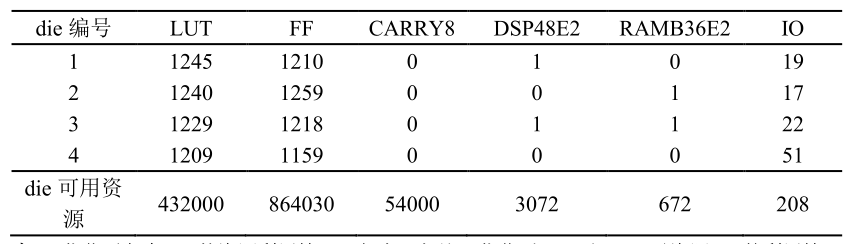 die 编号 LUT FF CARRY8 DSP48E2 RAMB36E2 IO
1 1245 1210 0 1 0 19
2 1240 1259 0 0 1 17
3 1229 1218 0 1 1 22
4 1209 1159 0 0 0 51
die 可用资源 432000 864030 54000 3072 672 208